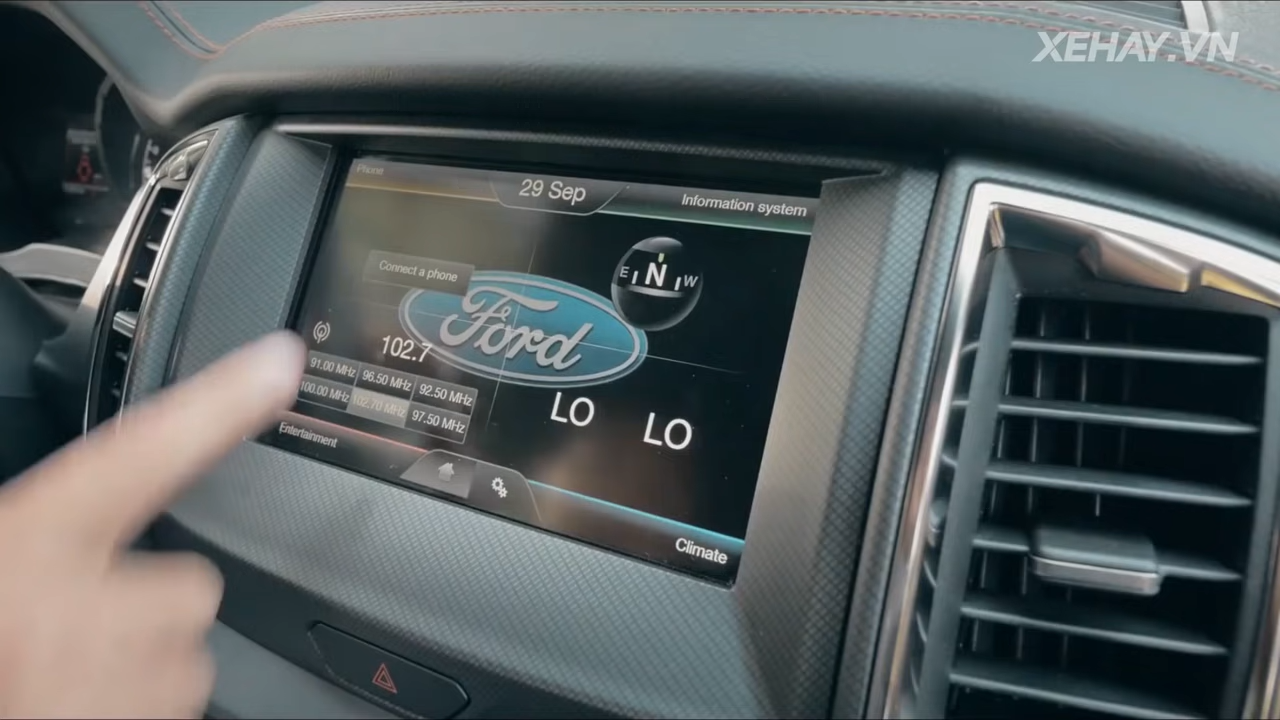 XEHAY.VN
Phone
29 Sep
Information system
Connect a phone
E N W
Ford
102.7
91.00 MHz 96.50 MHz 92.50 MHz
100.00 MHz 102.70 MHz 97.50 MHz
LO LO
Entertainment
Climate